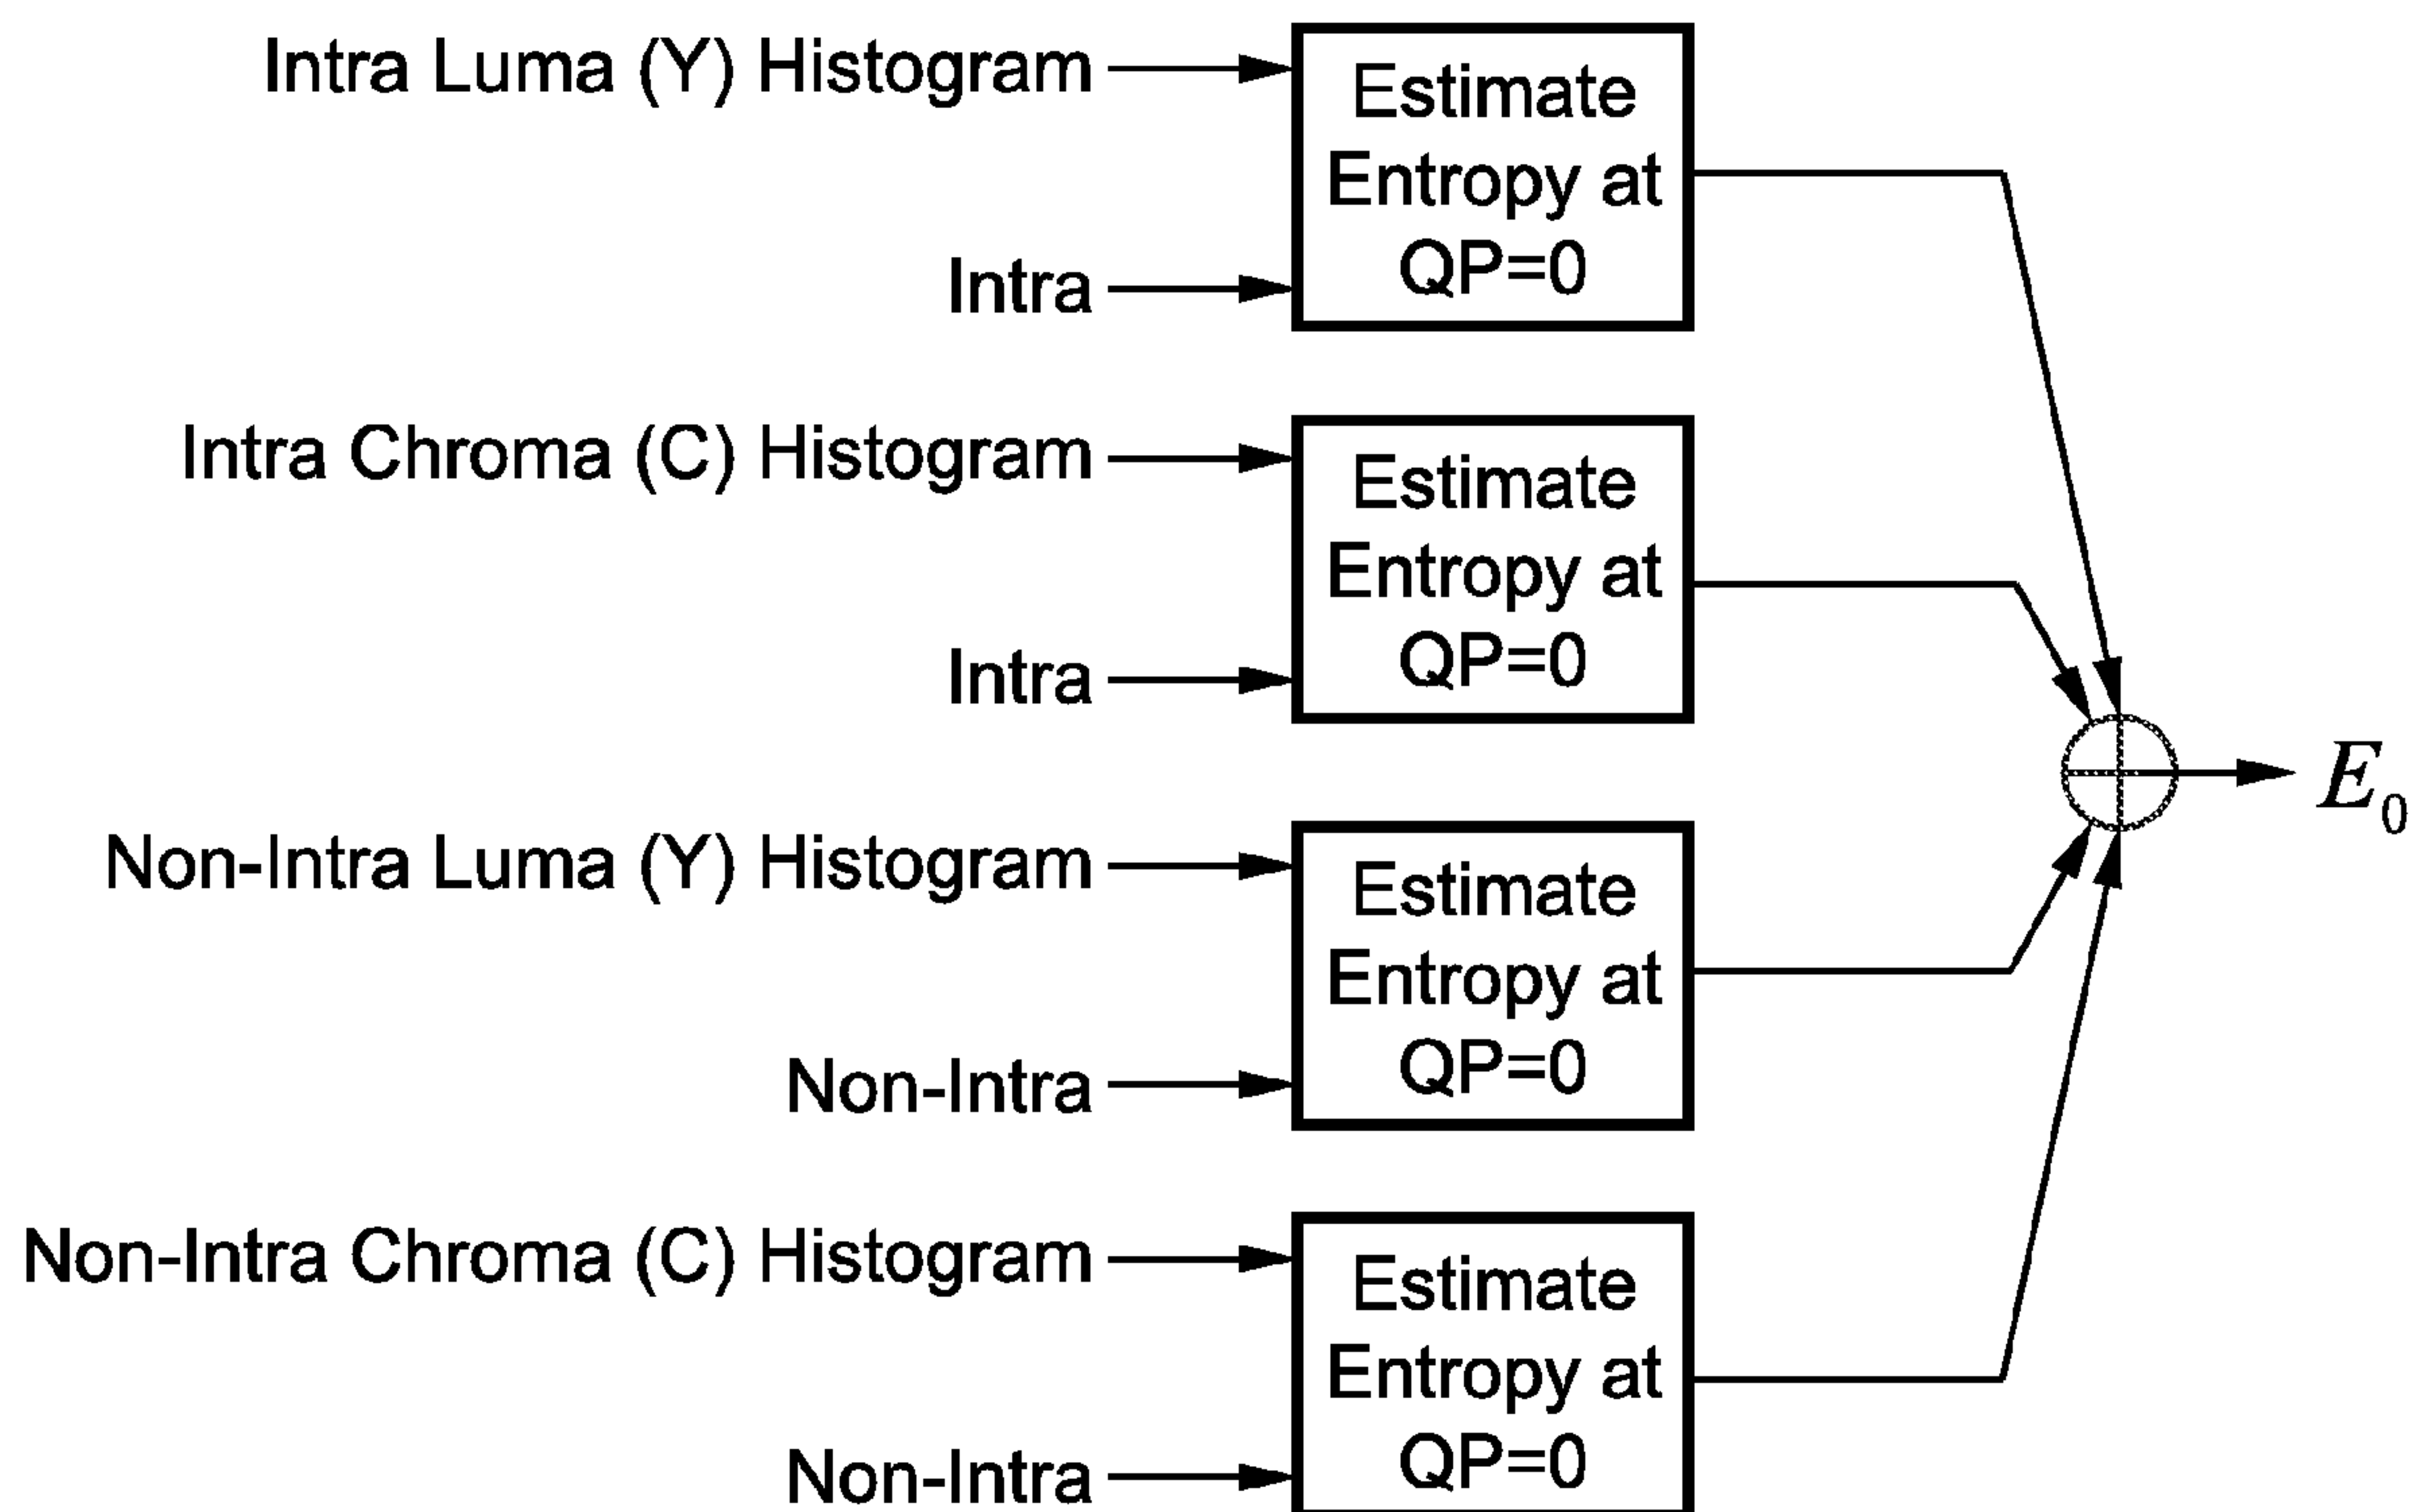 Intra Luma (Y) Histogram
Estimate
Entropy at
QP=0
Intra
Intra Chroma (C) Histogram
Estimate
Entropy at
QP=0
Intra
E₀
Non-Intra Luma (Y) Histogram
Estimate
Entropy at
QP=0
Non-Intra
Non-Intra Chroma (C) Histogram
Estimate
Entropy at
QP=0
Non-Intra